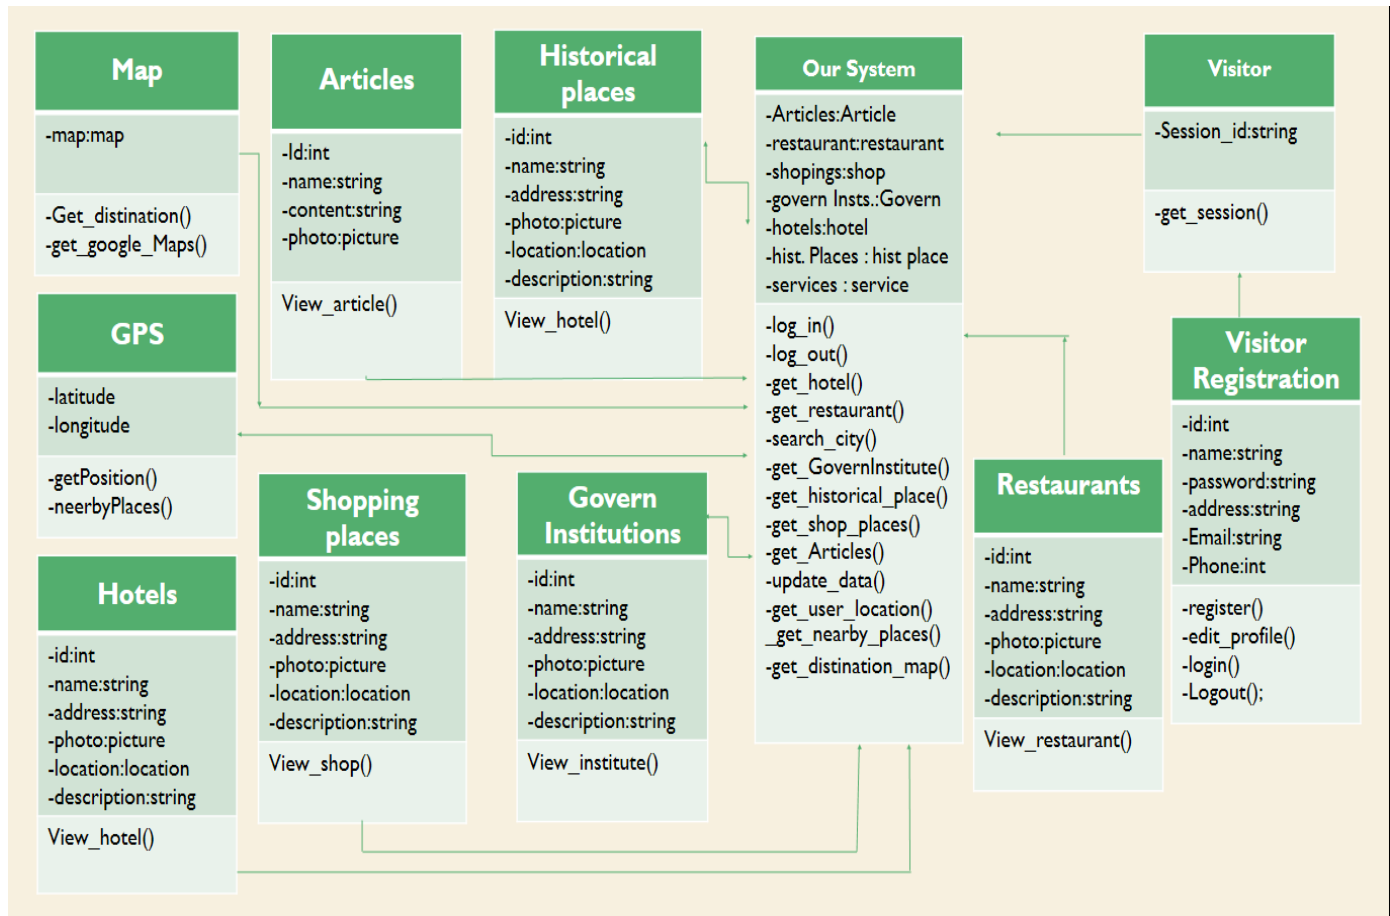 Map
-map:map
-Get_distination()
-get_google_Maps()
Articles
-Id:int
-name:string
-content:string
-photo:picture
View_article()
Historical
places
-id:int
-name:string
-address:string
-photo:picture
-location:location
-description:string
View_hotel()
Our System
-Articles:Article
-restaurant:restaurant
-shopings:shop
-govern Insts.:Govern
-hotels:hotel
-hist. Places : hist place
-services : service
-log_in()
-log_out()
-get_hotel()
-get_restaurant()
-search_city()
-get_GovernInstitute()
-get_historical_place()
-get_shop_places()
-get_Articles()
-update_data()
-get_user_location()
_get_nearby_places()
-get_distination_map()
Visitor
-Session_id:string
-get_session()
GPS
-latitude
-longitude
-getPosition()
-neerbyPlaces()
Visitor
Registration
-id:int
-name:string
-password:string
-address:string
-Email:string
-Phone:int
-register()
-edit_profile()
-login()
-Logout();
Shopping
places
-id:int
-name:string
-address:string
-photo:picture
-location:location
-description:string
View_shop()
Govern
Institutions
-id:int
-name:string
-address:string
-photo:picture
-location:location
-description:string
View_institute()
Restaurants
-id:int
-name:string
-address:string
-photo:picture
-location:location
-description:string
View_restaurant()
Hotels
-id:int
-name:string
-address:string
-photo:picture
-location:location
-description:string
View_hotel()